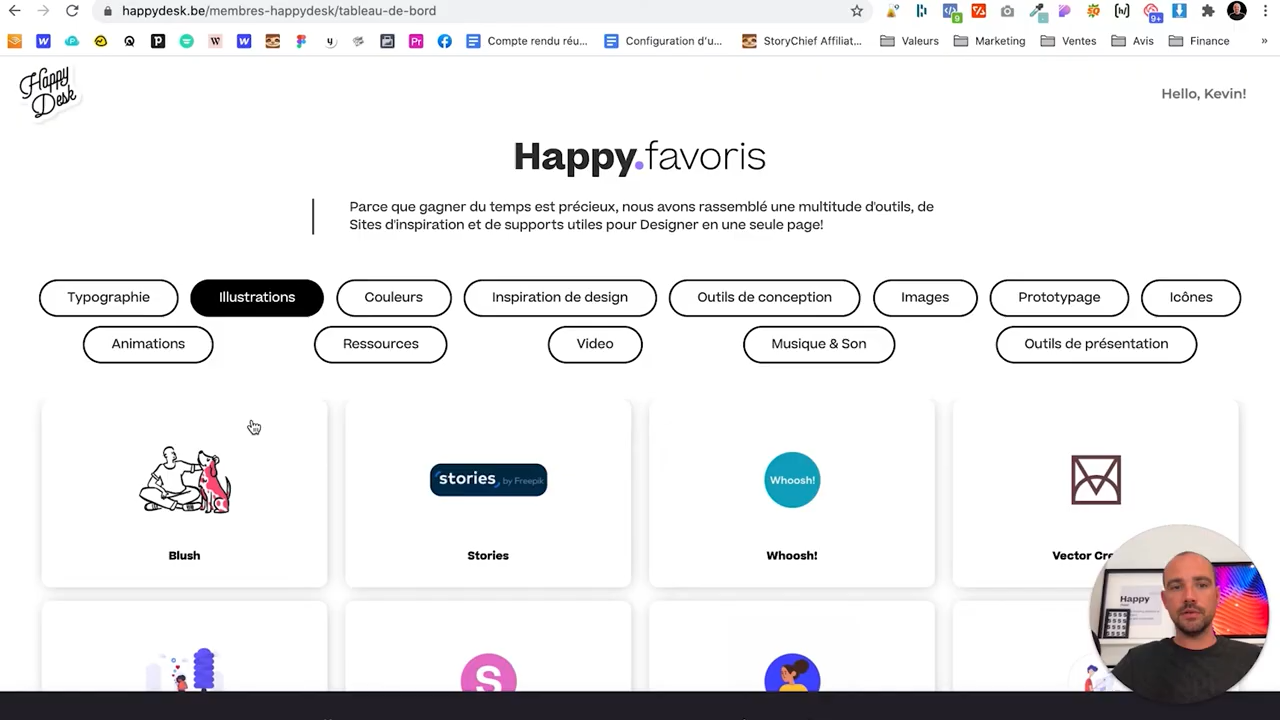 happydesk.be/membres-happydesk/tableau-de-bord
9
9+
Compte rendu réu...
Configuration d'u...
StoryChief Affiliat...
Valeurs
Marketing
Ventes
Avis
Finance
»
Happy
Desk
Hello, Kevin!
Happy.favoris
Parce que gagner du temps est précieux, nous avons rassemblé une multitude d'outils, de
Sites d'inspiration et de supports utiles pour Designer en une seule page!
Typographie
Illustrations
Couleurs
Inspiration de design
Outils de conception
Images
Prototypage
Icônes
Animations
Ressources
Video
Musique & Son
Outils de présentation
stories by Freepik
Whoosh!
Blush
Stories
Whoosh!
Vector Cre
S
Happy